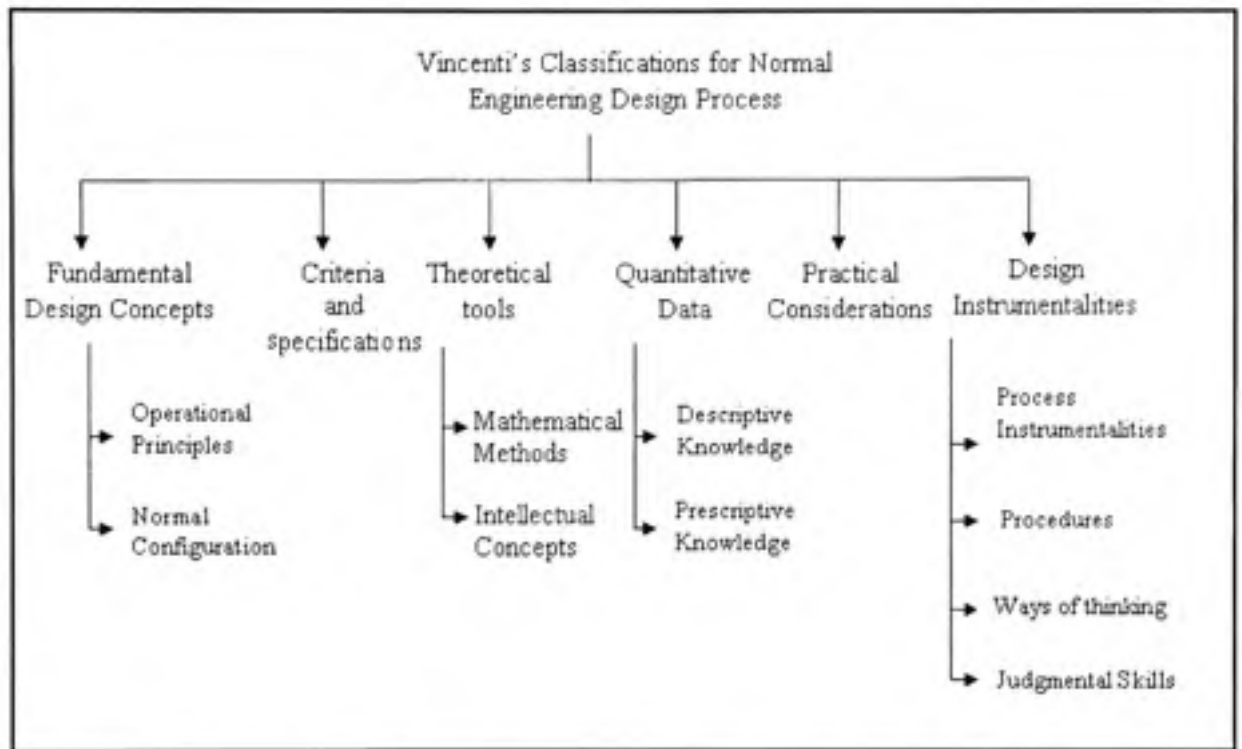 Vincenti's Classifications for Normal
Engineering Design Process
Fundamental
Design Concepts
Operational
Principles
Normal
Configuration
Criteria
and
specifications
Theoretical
tools
Mathematical
Methods
Intellectual
Concepts
Quantitative
Data
Descriptive
Knowledge
Prescriptive
Knowledge
Practical
Considerations
Design
Instrumentalities
Process
Instrumentalities
Procedures
Ways of thinking
Judgmental Skills